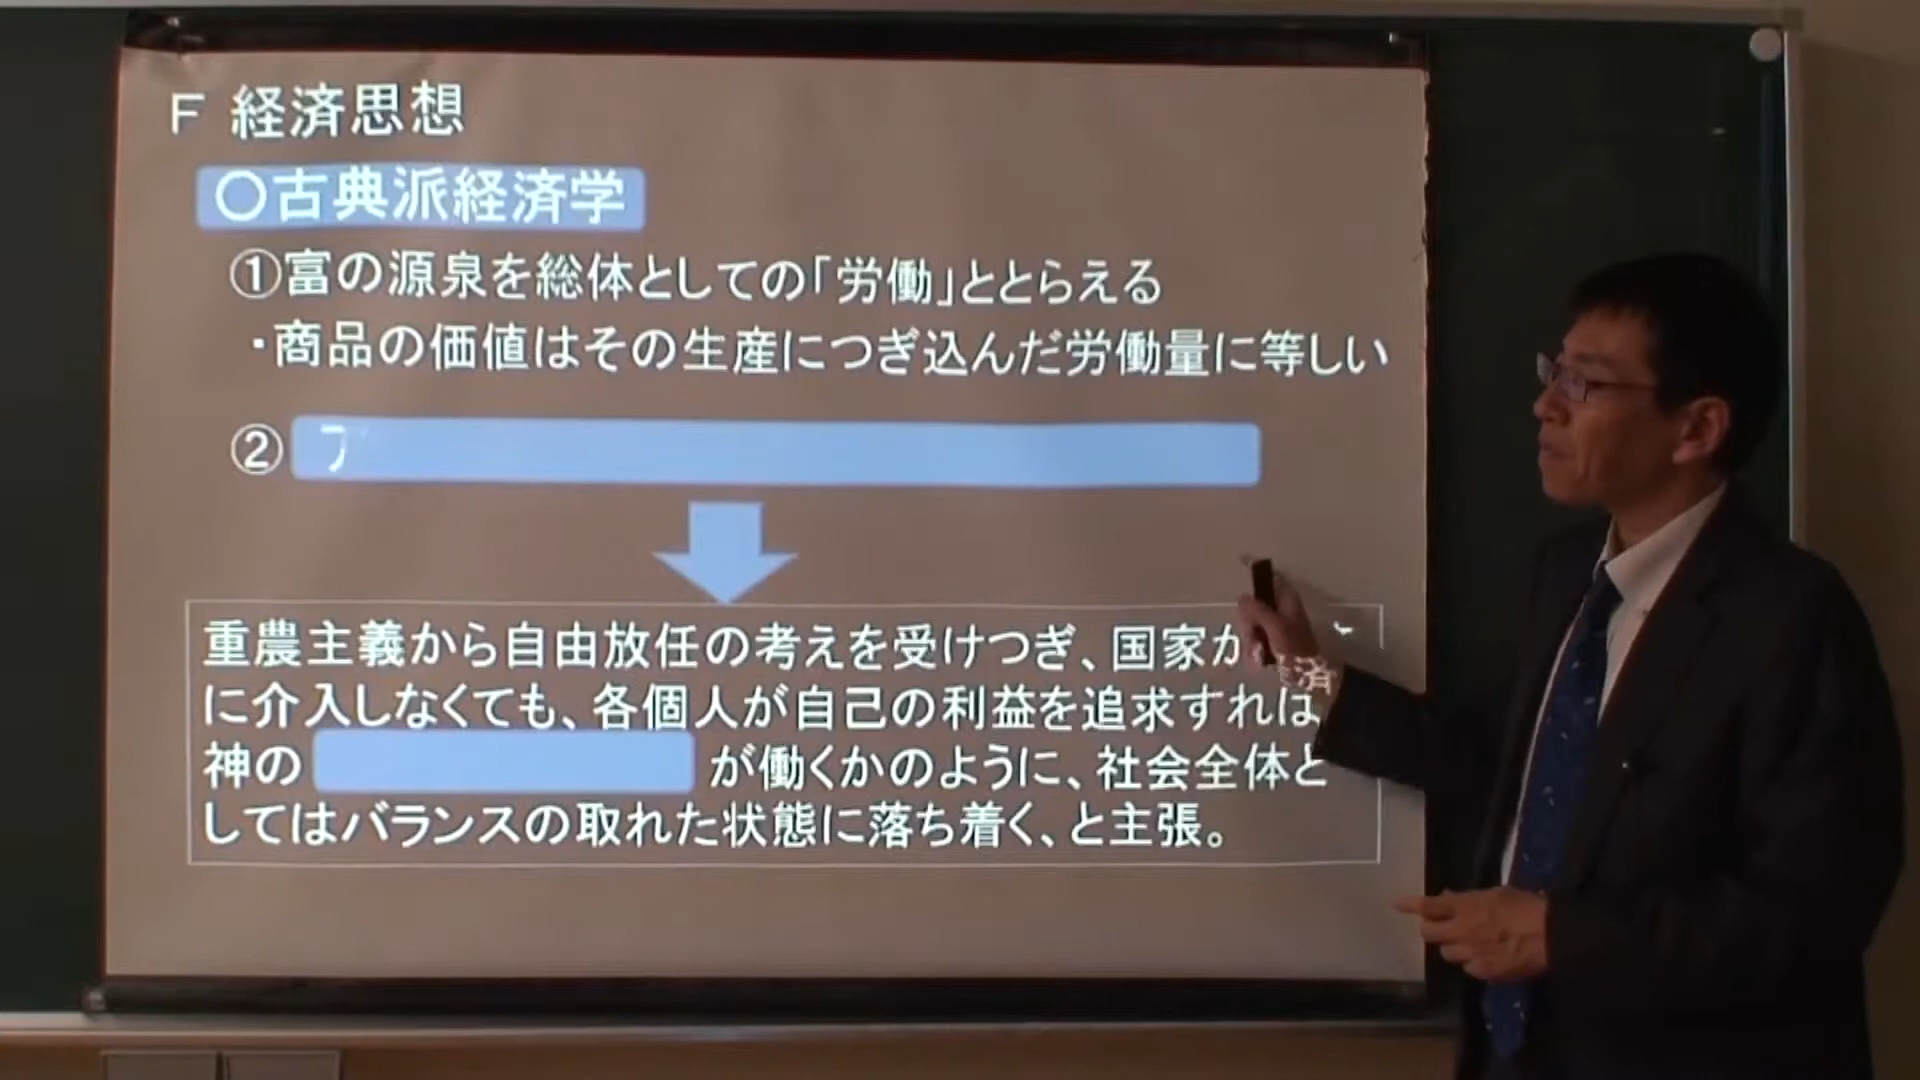 F 経済思想
〇古典派経済学
①富の源泉を総体としての「労働」ととらえる
・商品の価値はその生産につぎ込んだ労働量に等しい
②
重農主義から自由放任の考えを受けつぎ、国家が
済
に介入しなくても、各個人が自己の利益を追求すれば
神の が働くかのように、社会全体と
してはバランスの取れた状態に落ち着く、と主張。